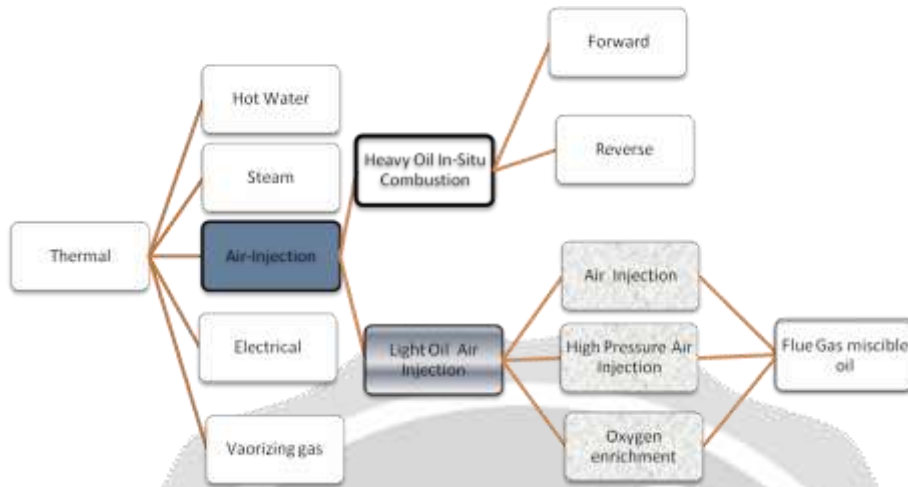 Thermal
Hot Water
Steam
Air-Injection
Electrical
Vaorizing gas
Heavy Oil In-Situ
Combustion
Light Oil Air
Injection
Forward
Reverse
Air Injection
High Pressure Air
Injection
Oxygen
enrichment
Flue Gas miscible
oil